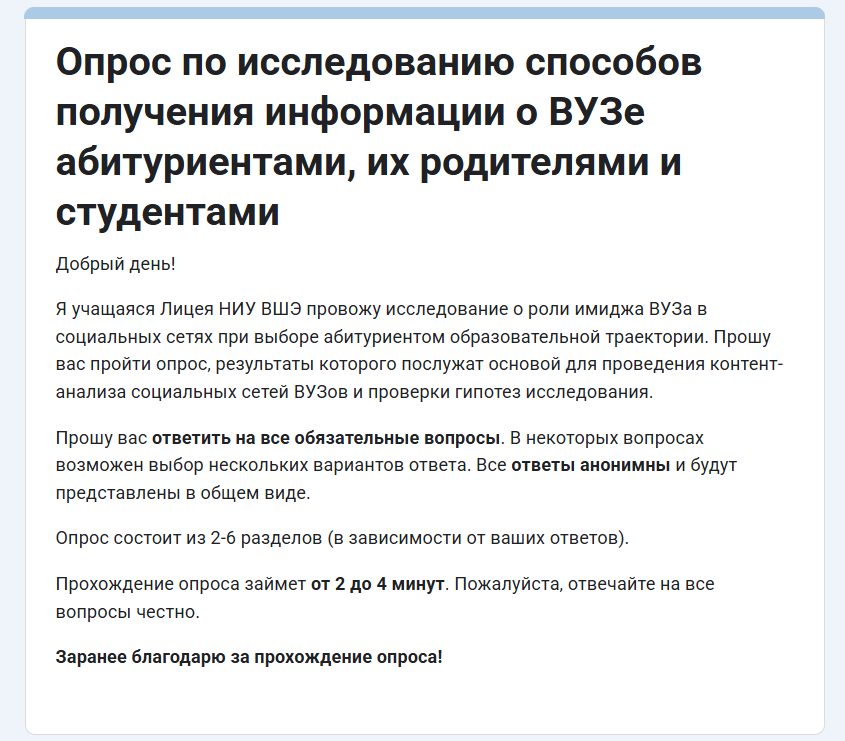 Опрос по исследованию способов
получения информации о ВУЗе
абитуриентами, их родителями и
студентами
Добрый день!
Я учащаяся Лицея НИУ ВШЭ провожу исследование о роли имиджа ВУЗа в
социальных сетях при выборе абитуриентом образовательной траектории. Прошу
вас пройти опрос, результаты которого послужат основой для проведения контент-
анализа социальных сетей ВУЗов и проверки гипотез исследования.
Прошу вас ответить на все обязательные вопросы. В некоторых вопросах
возможен выбор нескольких вариантов ответа. Все ответы анонимны и будут
представлены в общем виде.
Опрос состоит из 2-6 разделов (в зависимости от ваших ответов).
Прохождение опроса займет от 2 до 4 минут. Пожалуйста, отвечайте на все
вопросы честно.
Заранее благодарю за прохождение опроса!